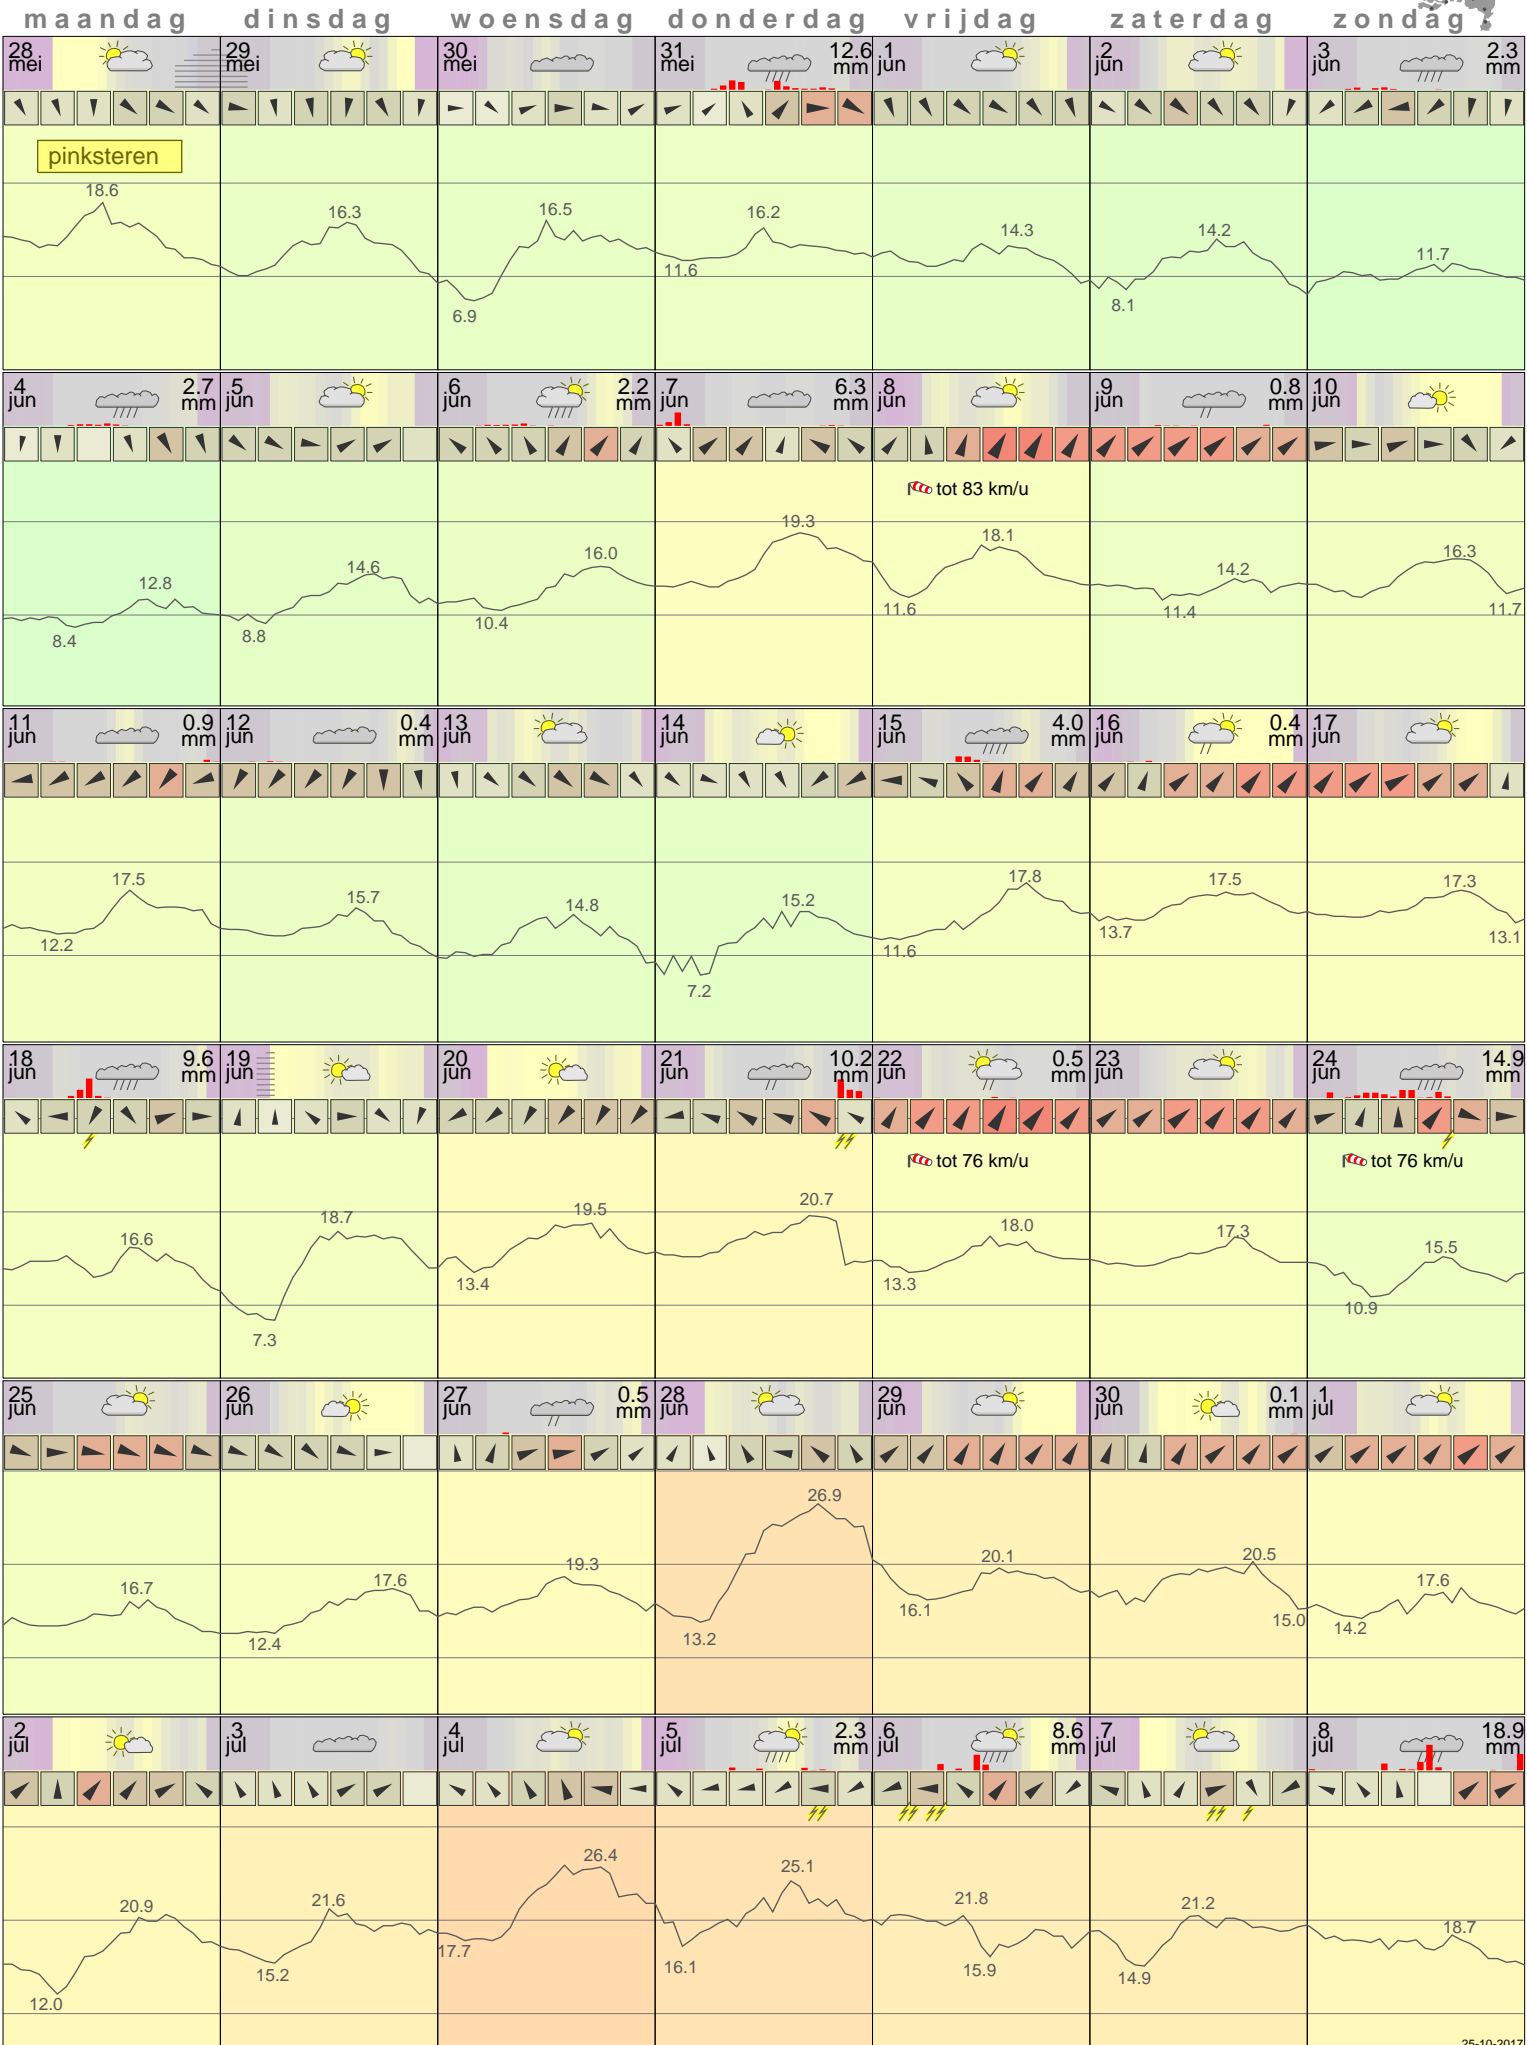 maandag dinsdag woensdag donderdag vrijdag zaterdag zondag
28 mei 29 mei 30 mei 31 mei 12.6 mm 1 jun 2 jun 3 jun 2.3 mm
pinksteren
18.6 16.3 16.5 16.2 14.3 14.2 11.7
6.9 11.6 8.1
4 jun 2.7 mm 5 jun 6 jun 2.2 mm 7 jun 6.3 mm 8 jun 9 jun 0.8 mm 10 jun
tot 83 km/u
12.8 14.6 16.0 19.3 18.1 14.2 16.3
8.4 8.8 10.4 11.6 11.4 11.7
11 jun 0.9 mm 12 jun 0.4 mm 13 jun 14 jun 15 jun 4.0 mm 16 jun 0.4 mm 17 jun
17.5 15.7 14.8 15.2 17.8 17.5 17.3
12.2 7.2 11.6 13.7 13.1
18 jun 9.6 mm 19 jun 20 jun 21 jun 10.2 mm 22 jun 0.5 mm 23 jun 24 jun 14.9 mm
tot 76 km/u tot 76 km/u
16.6 18.7 19.5 20.7 18.0 17.3 15.5
7.3 13.4 13.3 10.9
25 jun 26 jun 27 jun 0.5 mm 28 jun 29 jun 30 jun 0.1 mm 1 jul
16.7 17.6 19.3 26.9 20.1 20.5 17.6
12.4 13.2 16.1 15.0 14.2
2 jul 3 jul 4 jul 5 jul 2.3 mm 6 jul 8.6 mm 7 jul 8 jul 18.9 mm
20.9 21.6 26.4 25.1 21.8 21.2 18.7
12.0 15.2 17.7 16.1 15.9 14.9
25-10-2017